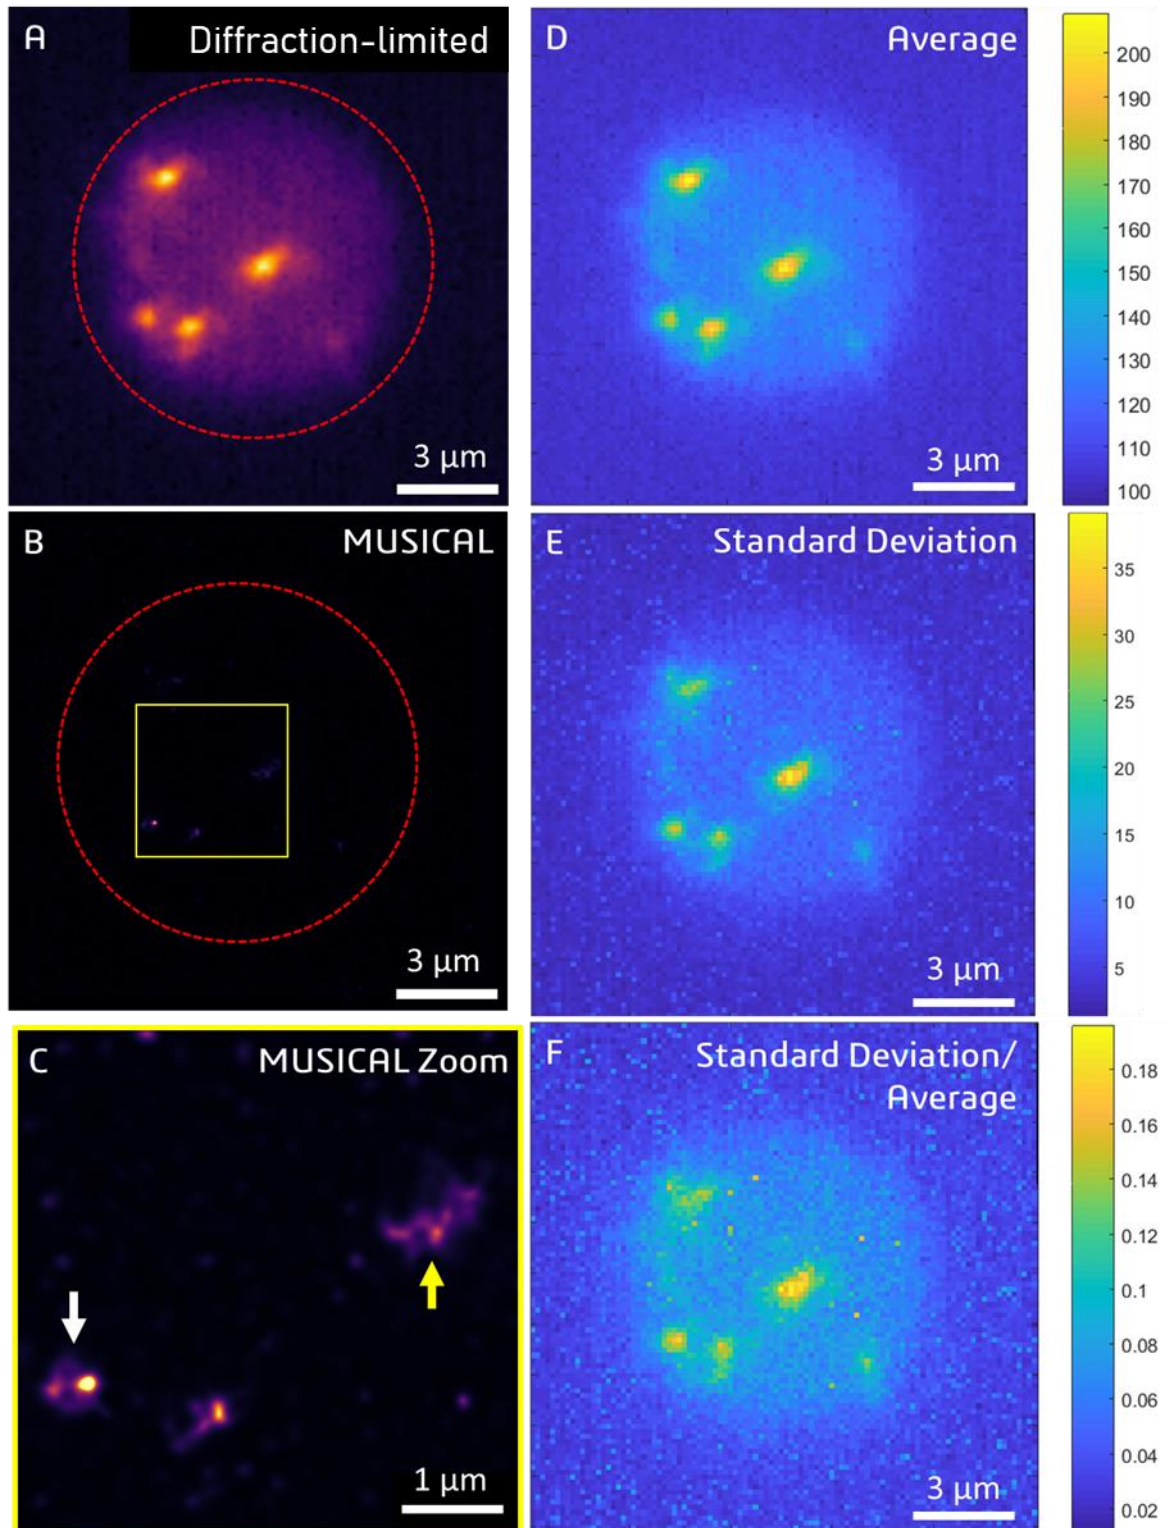 A
Diffraction-limited
3 µm
D
Average
200
190
180
170
160
150
140
130
120
110
100
3 µm
B
MUSICAL
3 µm
E
Standard Deviation
35
30
25
20
15
10
5
3 µm
C
MUSICAL Zoom
1 µm
F
Standard Deviation/
Average
0.18
0.16
0.14
0.12
0.1
0.08
0.06
0.04
0.02
3 µm